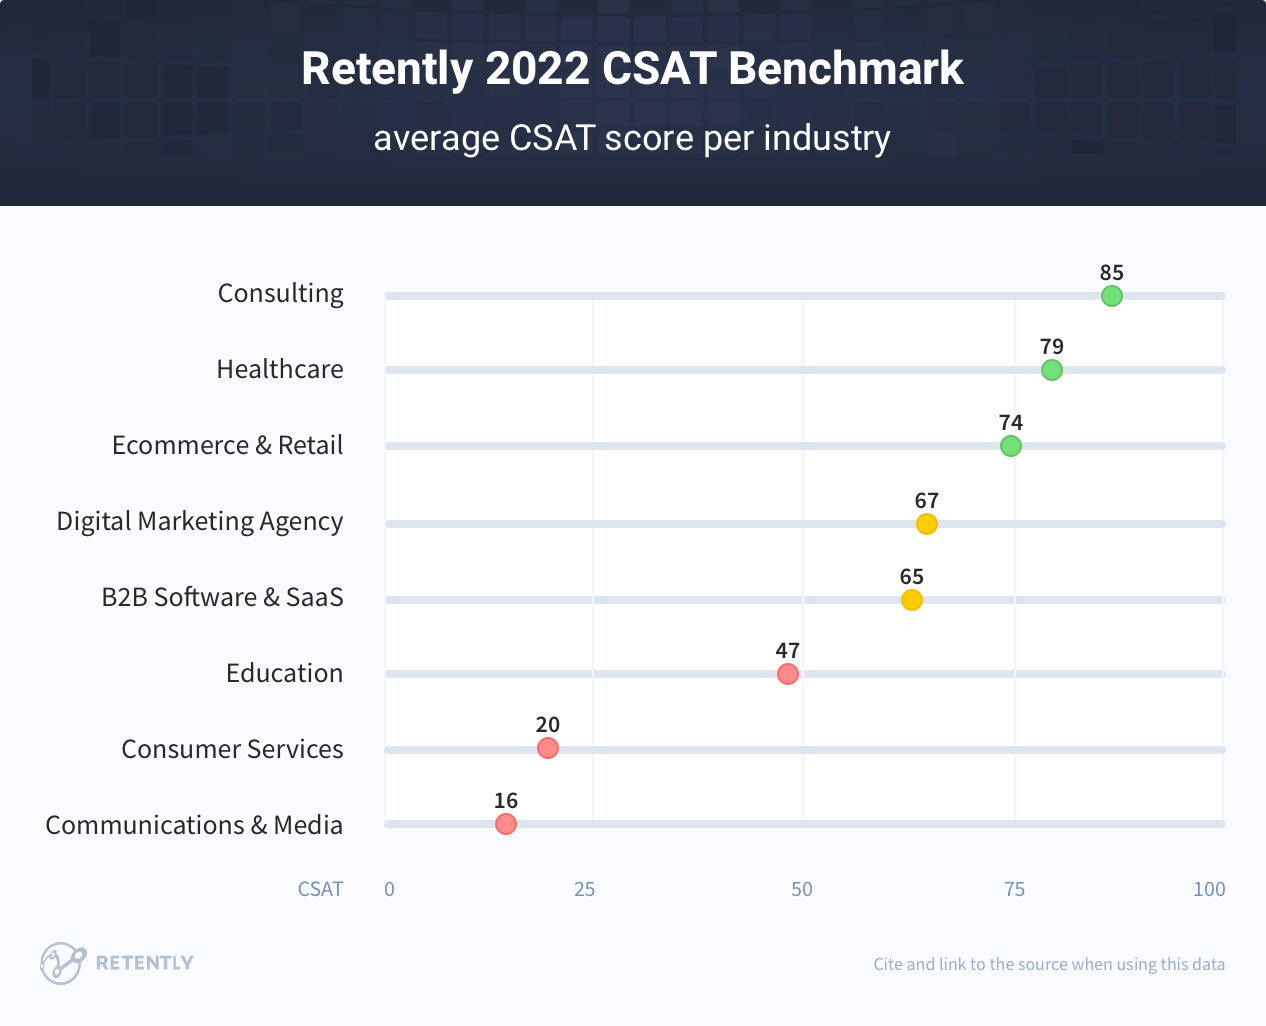 Retently 2022 CSAT Benchmark
average CSAT score per industry
Consulting 85
Healthcare 79
Ecommerce & Retail 74
Digital Marketing Agency 67
B2B Software & SaaS 65
Education 47
Consumer Services 20
Communications & Media 16
CSAT 0 25 50 75 100
RETENTLY
Cite and link to the source when using this data